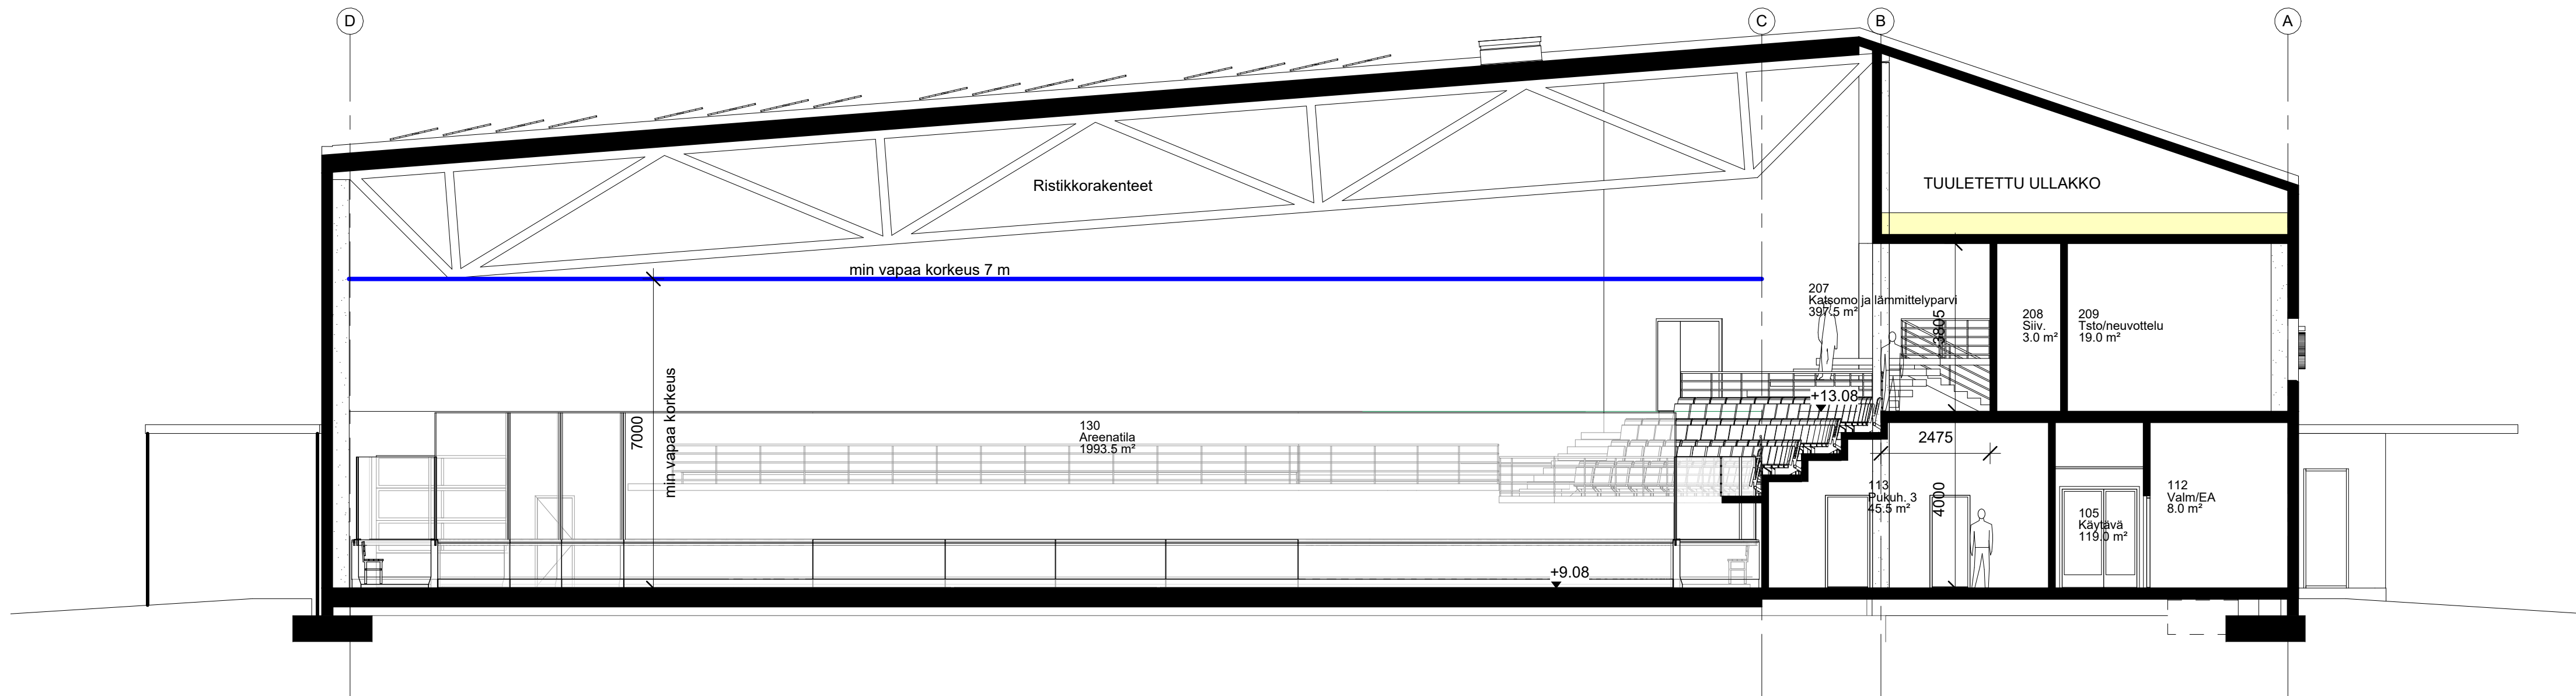 D
C
B
A
Ristikkorakenteet
TUULETETTU ULLAKKO
min vapaa korkeus 7 m
207
Katsomo ja lämmittelyparvi
397.5 m²
3805
208
Siiv.
3.0 m²
209
Tsto/neuvottelu
19.0 m²
7000
min vapaa korkeus
130
Areenatila
1993.5 m²
+13.08
2475
113
Pukuh. 3
45.5 m²
4000
105
Käytävä
119.0 m²
112
Valm/EA
8.0 m²
+9.08